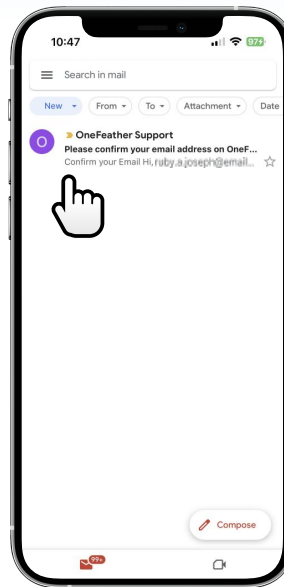 10:47
97+
Search in mail
New From To Attachment Date
O
OneFeather Support
Please confirm your email address on OneF...
Confirm your Email Hi, ruby.a.joseph@email...
Compose
99+